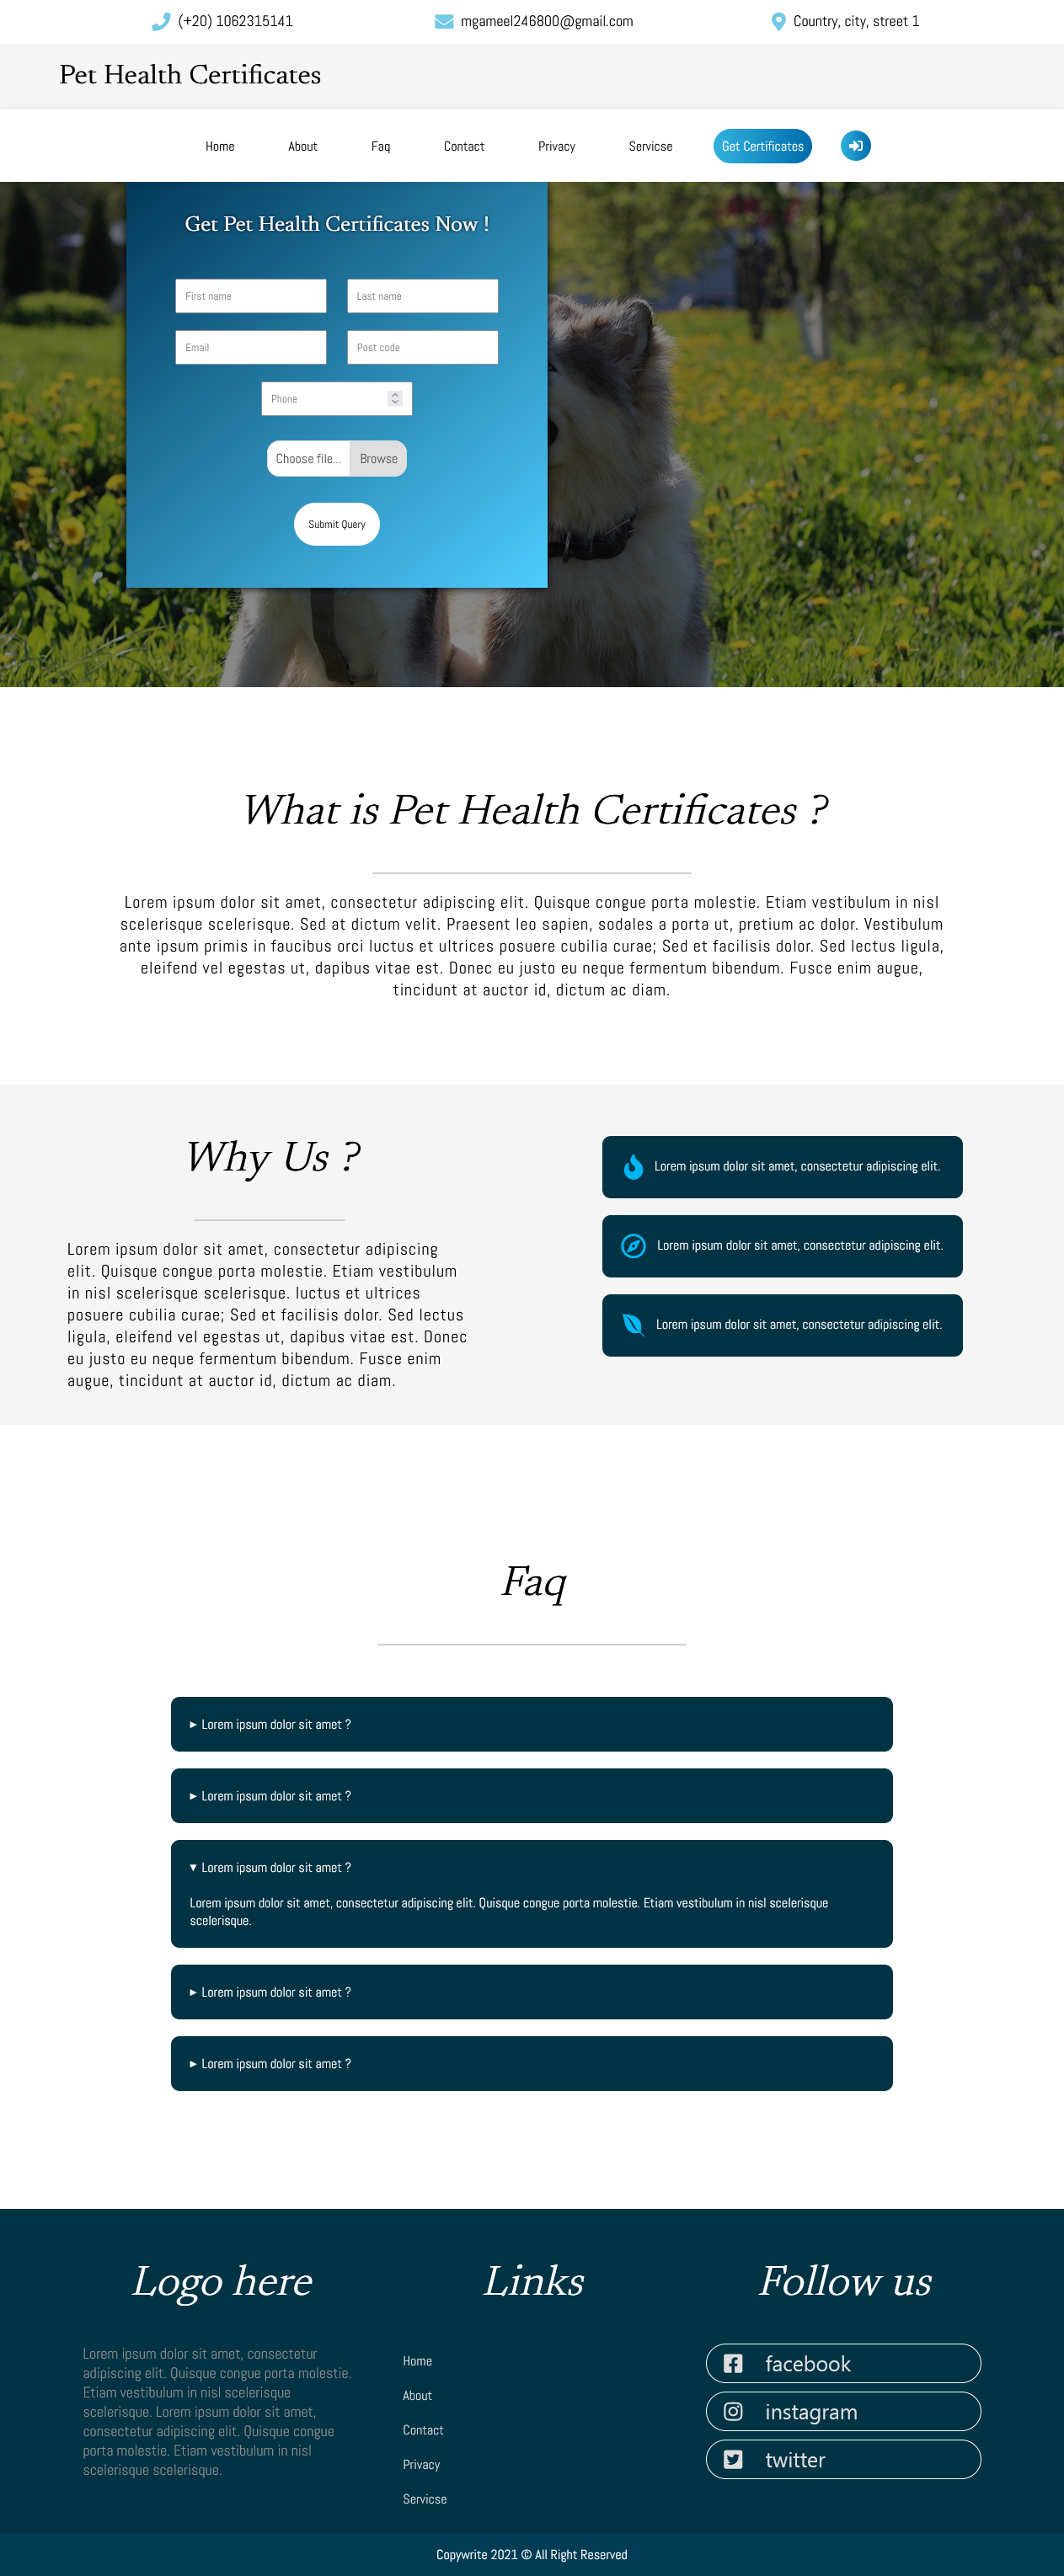 (+20) 1062315141
mgameel246800@gmail.com
Country, city, street 1
Pet Health Certificates
Home
About
Faq
Contact
Privacy
Servicse
Get Certificates
Get Pet Health Certificates Now !
First name
Last name
Email
Post code
Phone
Choose file...
Browse
Submit Query
What is Pet Health Certificates ?
Lorem ipsum dolor sit amet, consectetur adipiscing elit. Quisque congue porta molestie. Etiam vestibulum in nisl
scelerisque scelerisque. Sed at dictum velit. Praesent leo sapien, sodales a porta ut, pretium ac dolor. Vestibulum
ante ipsum primis in faucibus orci luctus et ultrices posuere cubilia curae; Sed et facilisis dolor. Sed lectus ligula,
eleifend vel egestas ut, dapibus vitae est. Donec eu justo eu neque fermentum bibendum. Fusce enim augue,
tincidunt at auctor id, dictum ac diam.
Why Us ?
Lorem ipsum dolor sit amet, consectetur adipiscing
elit. Quisque congue porta molestie. Etiam vestibulum
in nisl scelerisque scelerisque. luctus et ultrices
posuere cubilia curae; Sed et facilisis dolor. Sed lectus
ligula, eleifend vel egestas ut, dapibus vitae est. Donec
eu justo eu neque fermentum bibendum. Fusce enim
augue, tincidunt at auctor id, dictum ac diam.
Lorem ipsum dolor sit amet, consectetur adipiscing elit.
Lorem ipsum dolor sit amet, consectetur adipiscing elit.
Lorem ipsum dolor sit amet, consectetur adipiscing elit.
Faq
Lorem ipsum dolor sit amet ?
Lorem ipsum dolor sit amet ?
Lorem ipsum dolor sit amet ?
Lorem ipsum dolor sit amet, consectetur adipiscing elit. Quisque congue porta molestie. Etiam vestibulum in nisl scelerisque
scelerisque.
Lorem ipsum dolor sit amet ?
Lorem ipsum dolor sit amet ?
Logo here
Lorem ipsum dolor sit amet, consectetur
adipiscing elit. Quisque congue porta molestie.
Etiam vestibulum in nisl scelerisque
scelerisque. Lorem ipsum dolor sit amet,
consectetur adipiscing elit. Quisque congue
porta molestie. Etiam vestibulum in nisl
scelerisque scelerisque.
Links
Home
About
Contact
Privacy
Servicse
Follow us
facebook
instagram
twitter
Copywrite 2021 © All Right Reserved